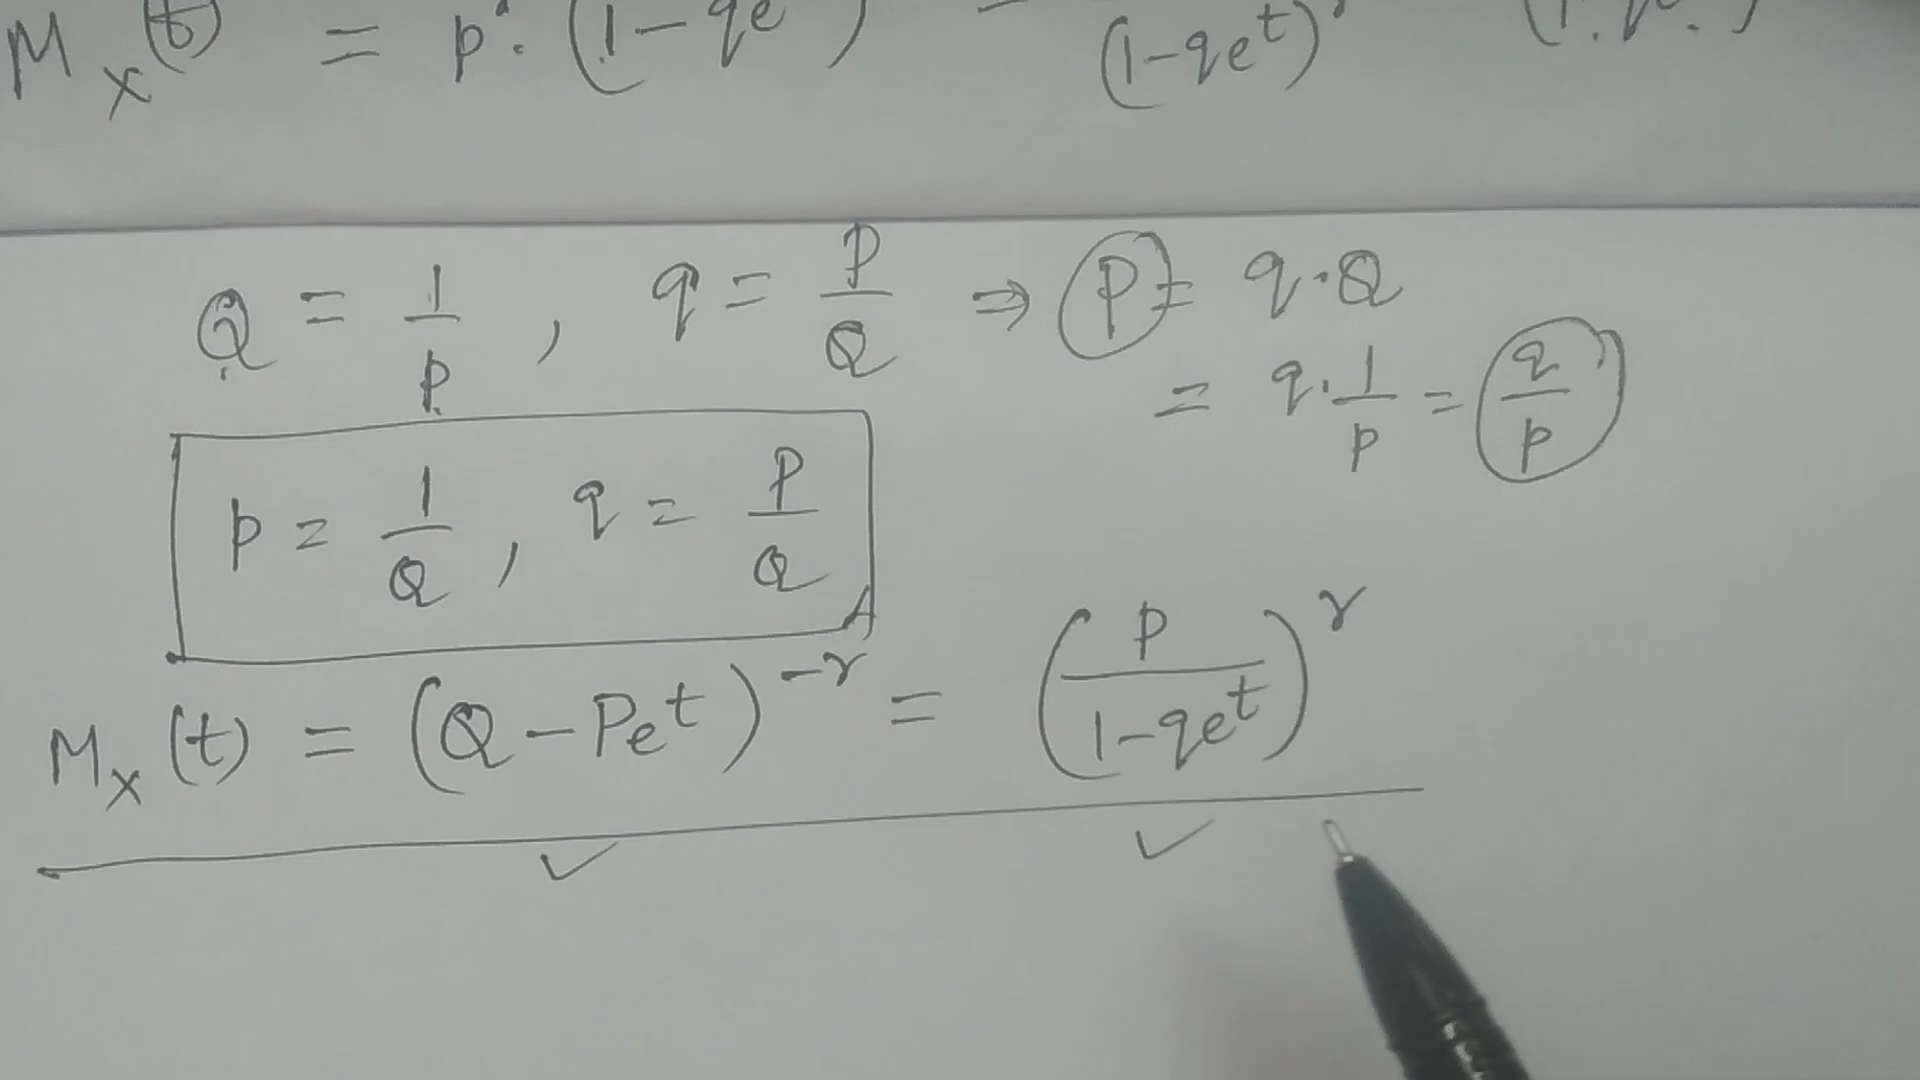 Mx(t) = p . (1-qe ) = (1-qe^t)^r
Q = 1/p , q = P/Q ⇒ P = q·Q
= q·1/p = q/p
p = 1/Q , q = P/Q
Mx(t) = (Q-Pe^t)^-r = (p/(1-qe^t))^r